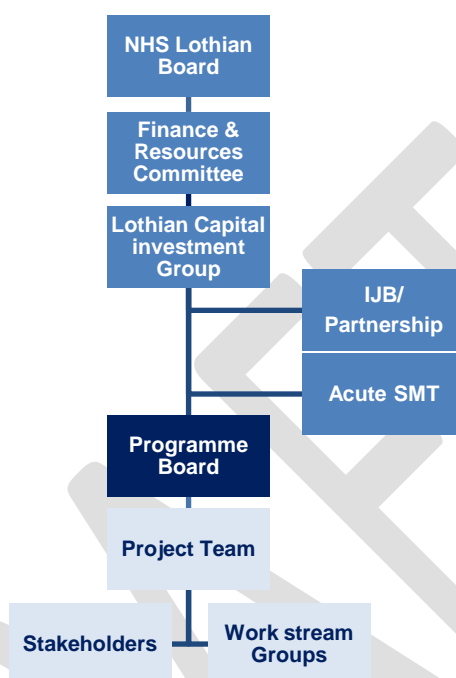 NHS Lothian
Board
Finance &
Resources
Committee
Lothian Capital
investment
Group
IJB/
Partnership
Acute SMT
Programme
Board
Project Team
Stakeholders
Work stream
Groups